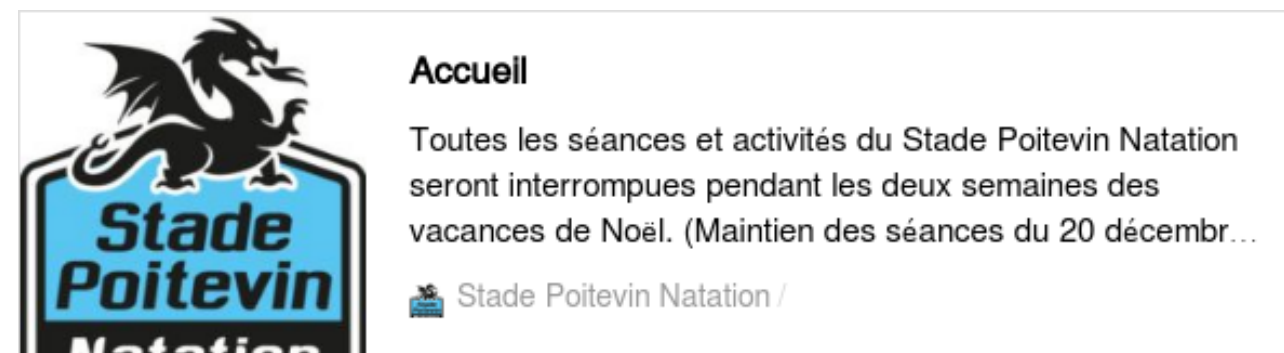 Stade
Poitevin
Natation
Accueil
Toutes les séances et activités du Stade Poitevin Natation
seront interrompues pendant les deux semaines des
vacances de Noël. (Maintien des séances du 20 décembr...
Stade Poitevin Natation /